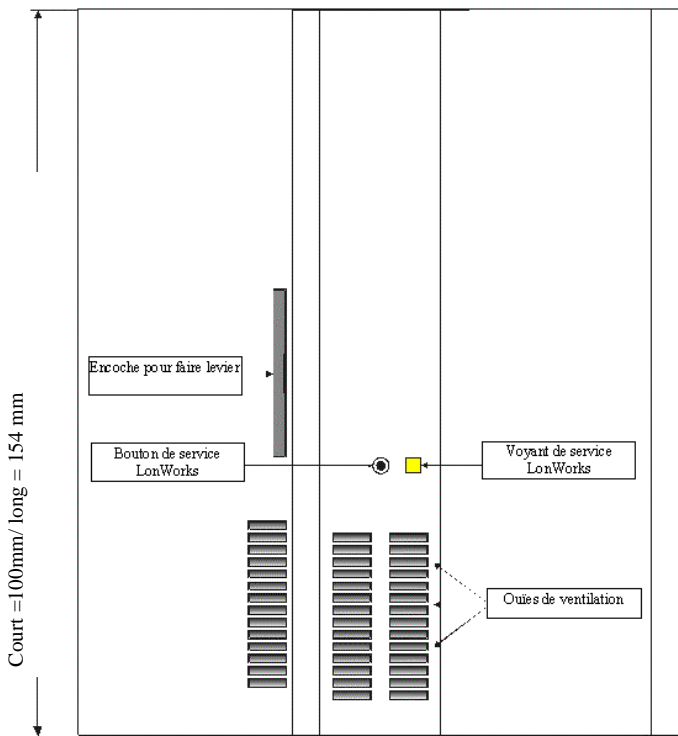 Encoche pour faire levier
Bouton de service
LonWorks
Voyant de service
LonWorks
Ouïes de ventilation
Court =100mm/ long = 154 mm